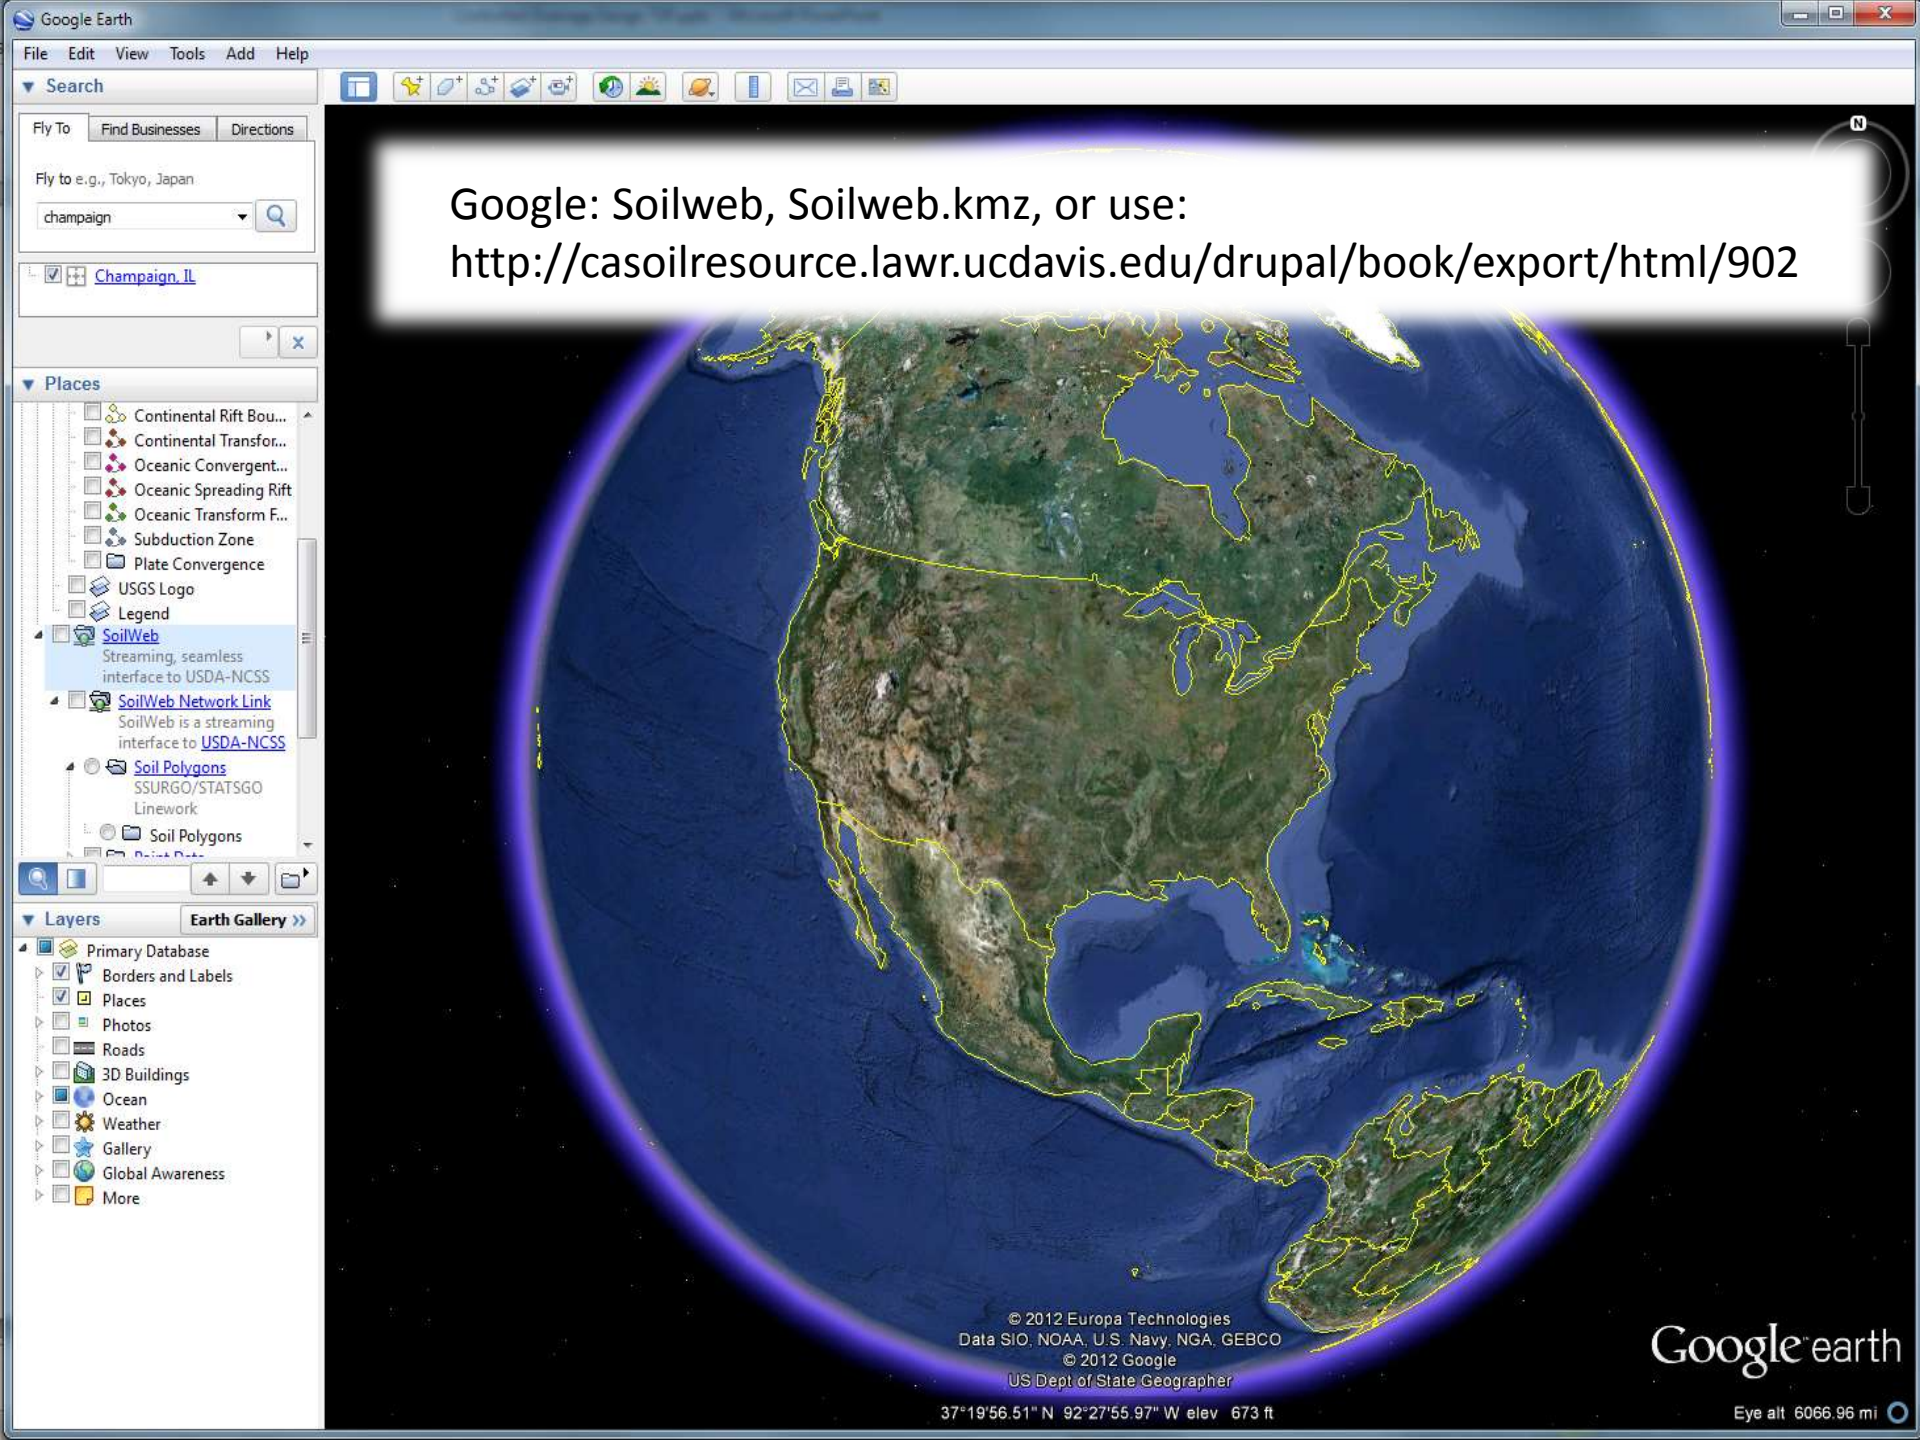 Google Earth
File Edit View Tools Add Help
Search
Fly To Find Businesses Directions
Fly to e.g., Tokyo, Japan
champaign
Champaign, IL
Places
Continental Rift Bou...
Continental Transfor...
Oceanic Convergent...
Oceanic Spreading Rift
Oceanic Transform F...
Subduction Zone
Plate Convergence
USGS Logo
Legend
SoilWeb
Streaming, seamless
interface to USDA-NCSS
SoilWeb Network Link
SoilWeb is a streaming
interface to USDA-NCSS
Soil Polygons
SSURGO/STATSGO
Linework
Soil Polygons
Layers Earth Gallery >>
Primary Database
Borders and Labels
Places
Photos
Roads
3D Buildings
Ocean
Weather
Gallery
Global Awareness
More
N
Google: Soilweb, Soilweb.kmz, or use:
http://casoilresource.lawr.ucdavis.edu/drupal/book/export/html/902
© 2012 Europa Technologies
Data SIO, NOAA, U.S. Navy, NGA, GEBCO
© 2012 Google
US Dept of State Geographer
Google earth
37°19'56.51" N 92°27'55.97" W elev 673 ft
Eye alt 6066.96 mi